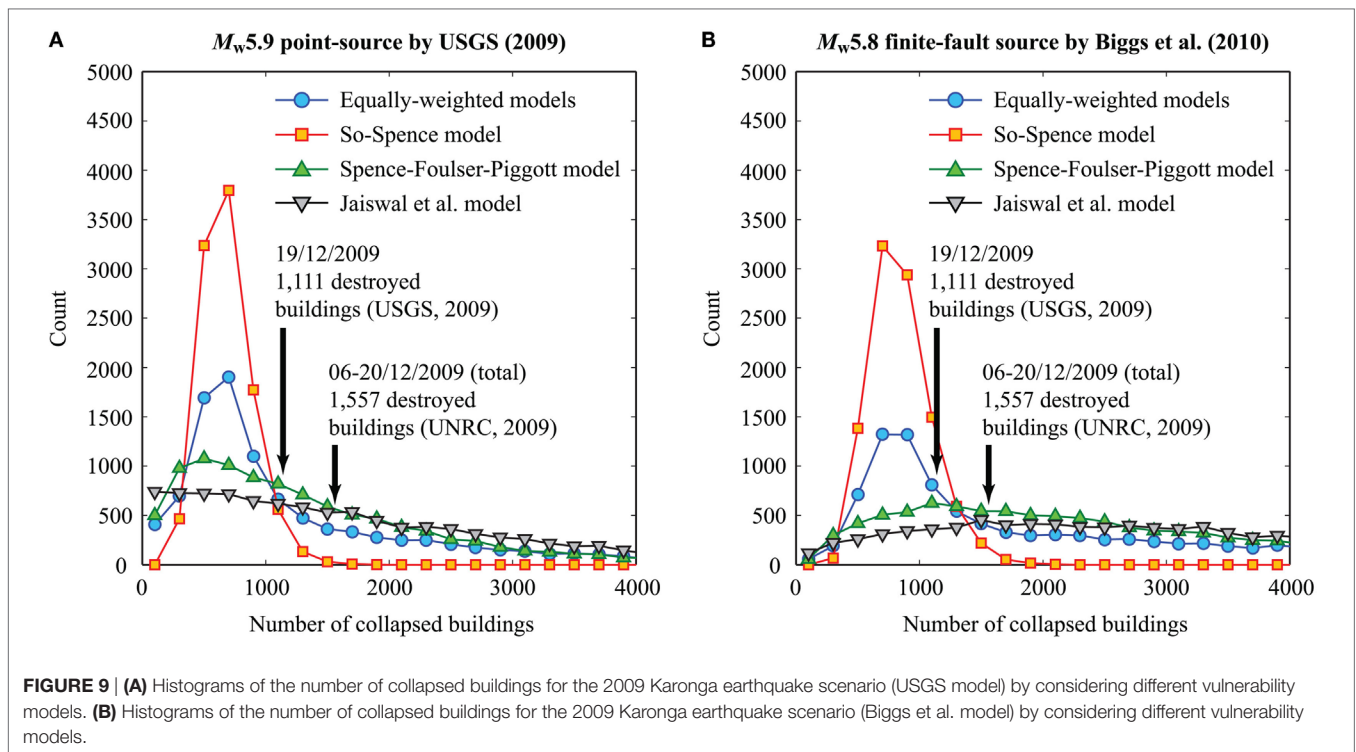 A
Mw5.9 point-source by USGS (2009)
5000
4500
4000
3500
3000
2500
2000
1500
1000
500
0
Count
Equally-weighted models
So-Spence model
Spence-Foulser-Piggott model
Jaiswal et al. model
19/12/2009
1,111 destroyed
buildings (USGS, 2009)
06-20/12/2009 (total)
1,557 destroyed
buildings (UNRC, 2009)
0 1000 2000 3000 4000
Number of collapsed buildings
B
Mw5.8 finite-fault source by Biggs et al. (2010)
5000
4500
4000
3500
3000
2500
2000
1500
1000
500
0
Count
Equally-weighted models
So-Spence model
Spence-Foulser-Piggott model
Jaiswal et al. model
19/12/2009
1,111 destroyed
buildings (USGS, 2009)
06-20/12/2009 (total)
1,557 destroyed
buildings (UNRC, 2009)
0 1000 2000 3000 4000
Number of collapsed buildings
FIGURE 9 | (A) Histograms of the number of collapsed buildings for the 2009 Karonga earthquake scenario (USGS model) by considering different vulnerability
models. (B) Histograms of the number of collapsed buildings for the 2009 Karonga earthquake scenario (Biggs et al. model) by considering different vulnerability
models.